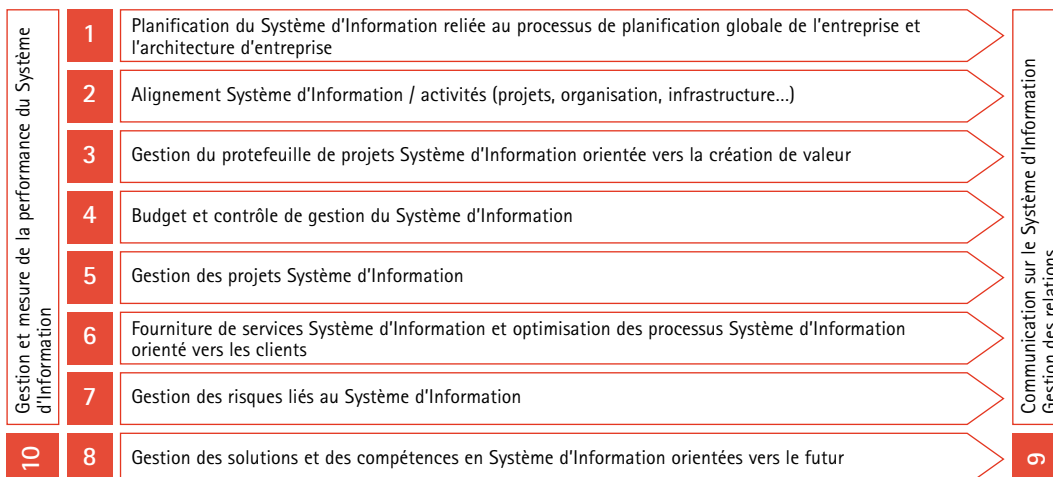 Gestion et mesure de la performance du Système
d'Information
10
1
Planification du Système d'Information reliée au processus de planification globale de l'entreprise et
l'architecture d'entreprise
2
Alignement Système d'Information / activités (projets, organisation, infrastructure...)
3
Gestion du protefeuille de projets Système d'Information orientée vers la création de valeur
4
Budget et contrôle de gestion du Système d'Information
5
Gestion des projets Système d'Information
6
Fourniture de services Système d'Information et optimisation des processus Système d'Information
orienté vers les clients
7
Gestion des risques liés au Système d'Information
8
Gestion des solutions et des compétences en Système d'Information orientées vers le futur
Communication sur le Système d'Information
Gestion des relations
9